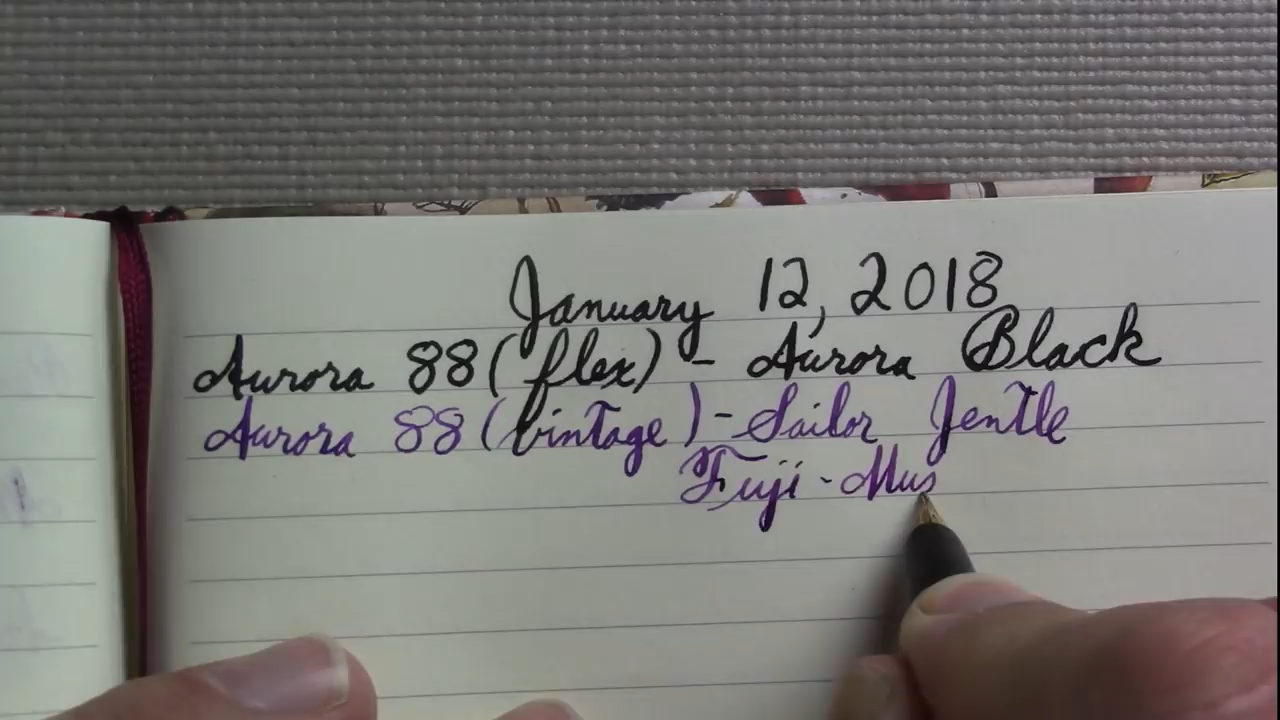 January 12, 2018
Aurora 88 (flex) - Aurora Black
Aurora 88 (vintage) - Sailor Jentle
Fuji - Mus